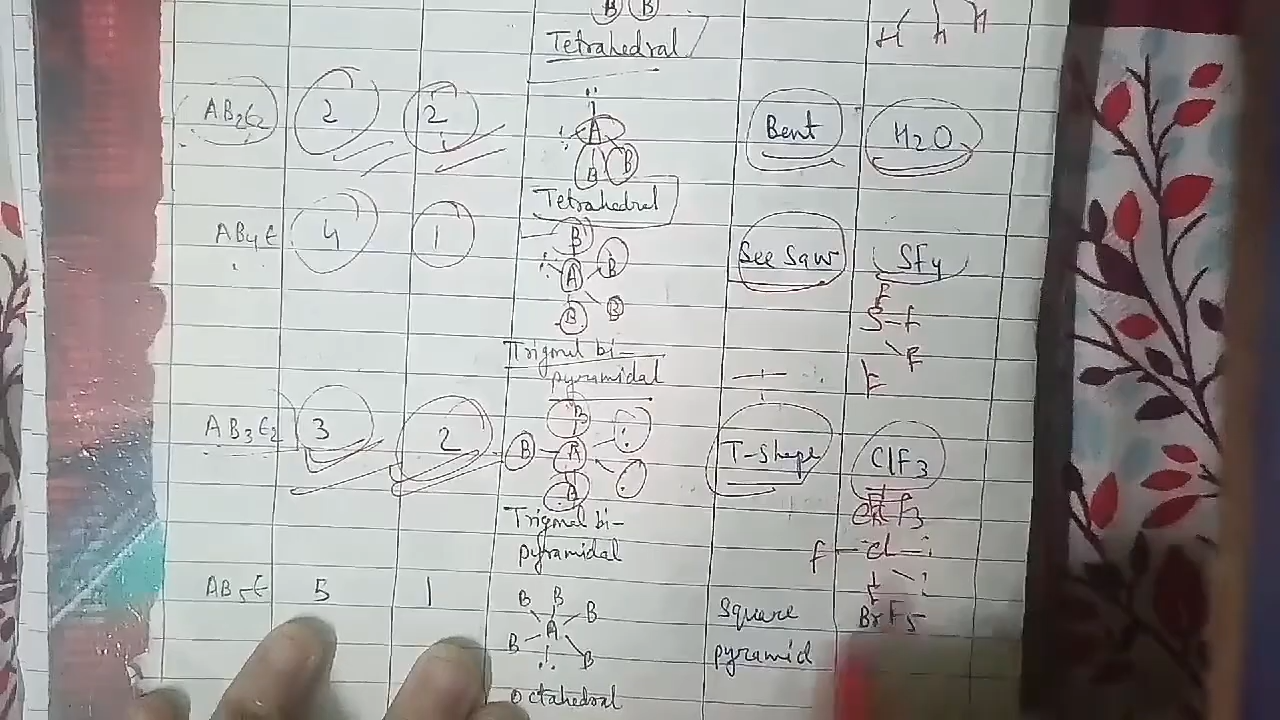 B B
Tetrahedral
H H H
AB2E2 2 2 A A B Bent H2O
Tetrahedral
AB4E 4 1 B A B B B See Saw SF4
F
S-F
F
F
Trigonal bi-
pyramidal
AB3E2 3 2 B B A B T-shape ClF3
Trigonal bi-
pyramidal
F-Cl-:
F
AB5E 5 1 B B B B A B Square BrF5
pyramid
Octahedral